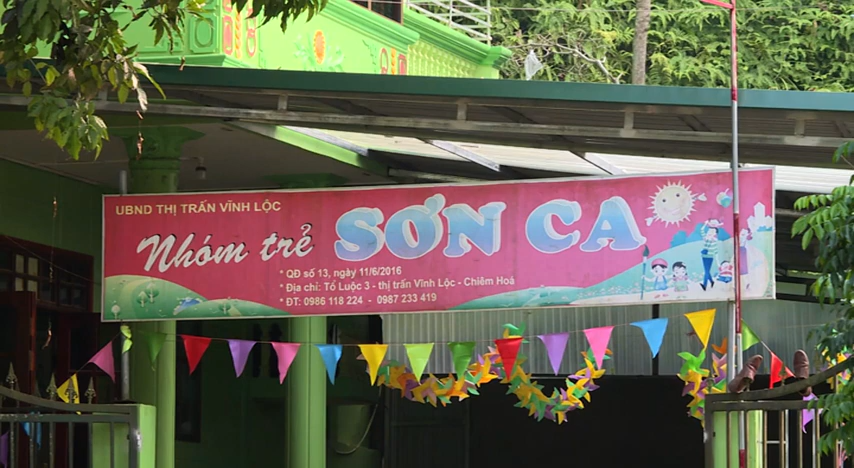 UBND THỊ TRẤN VĨNH LỘC
Nhóm trẻ SƠN CA
* QĐ số 13, ngày 11/6/2016
* Địa chỉ: Tổ Luộc 3 - thị trấn Vĩnh Lộc - Chiêm Hoá
ĐT: 0986 118 224 - 0987 233 419